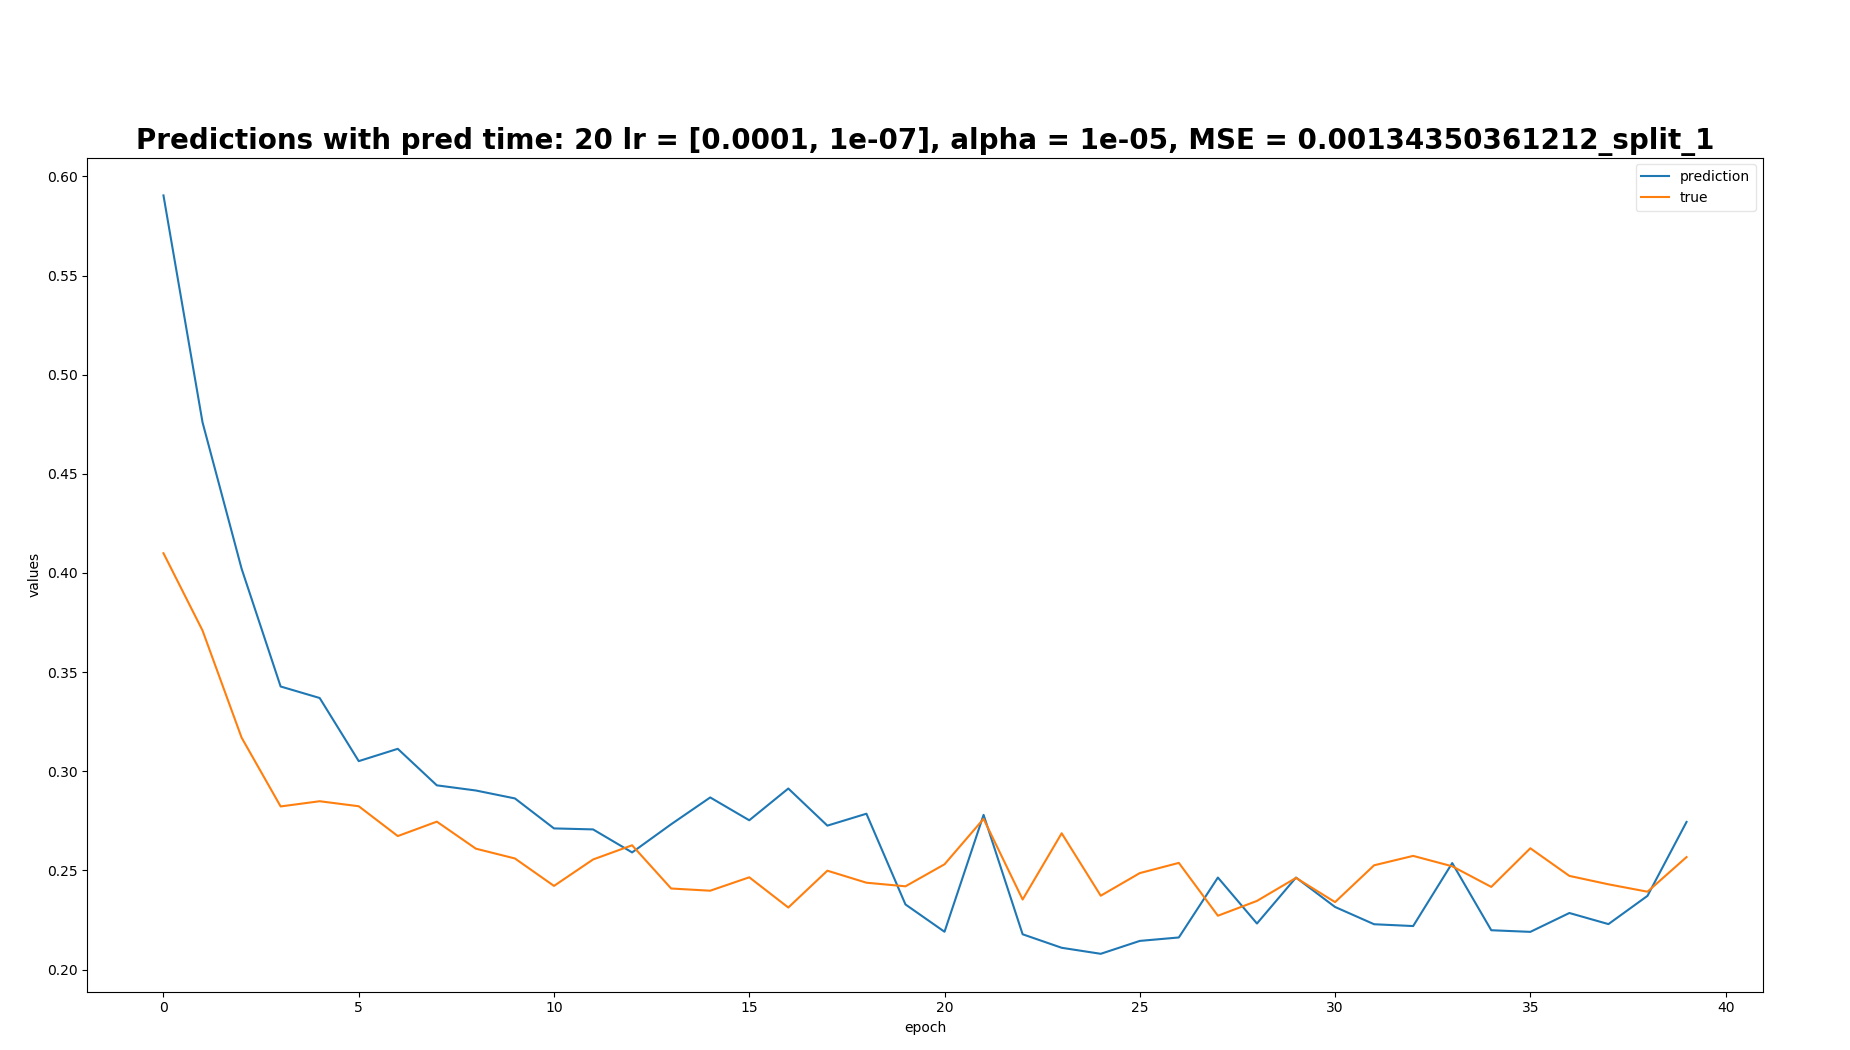 Predictions with pred time: 20 lr = [0.0001, 1e-07], alpha = 1e-05, MSE = 0.00134350361212_split_1
prediction
true
0.60
0.55
0.50
0.45
0.40
0.35
0.30
0.25
0.20
values
0 5 10 15 20 25 30 35 40
epoch